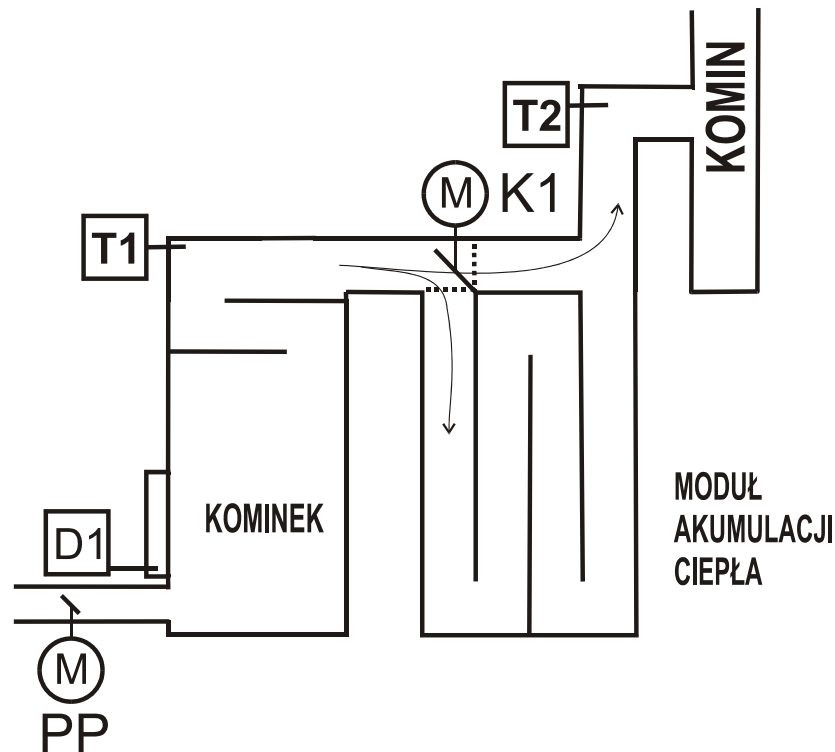 KOMIN
T2
M K1
T1
MODUŁ
AKUMULACJI
CIEPŁA
KOMINEK
D1
M
PP